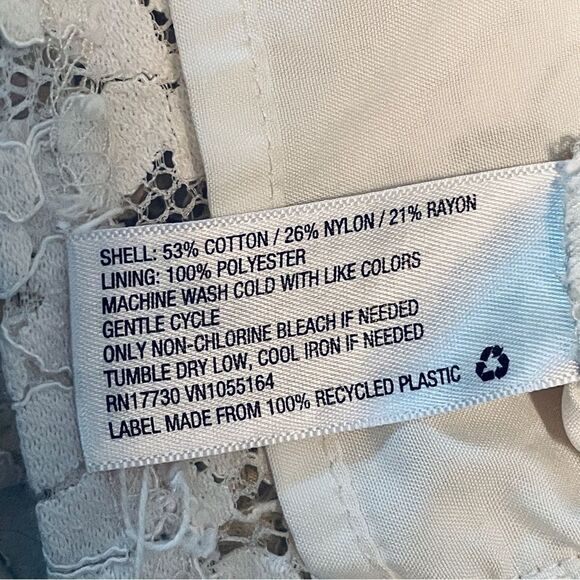 SHELL: 53% COTTON / 26% NYLON / 21% RAYON
LINING: 100% POLYESTER
MACHINE WASH COLD WITH LIKE COLORS
GENTLE CYCLE
ONLY NON-CHLORINE BLEACH IF NEEDED
TUMBLE DRY LOW, COOL IRON IF NEEDED
RN17730 VN1055164
LABEL MADE FROM 100% RECYCLED PLASTIC